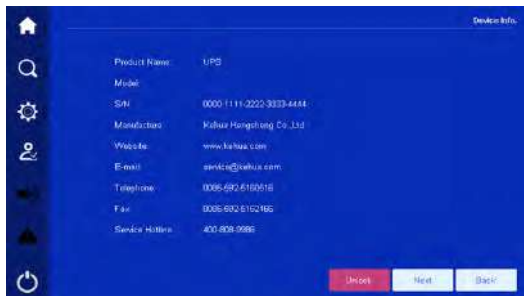 Device Info.
Product Name: UPS
Model:
S/N 0000-1111-2222-3333-4444
Manufacture Kehua Hengsheng Co.,Ltd
Website www.kehua.com
E-mail service@kehua.com
Telephone 0086-592-5160516
Fax 0086-592-5162166
Service Hotline 400-808-9986
Unlock Next Back